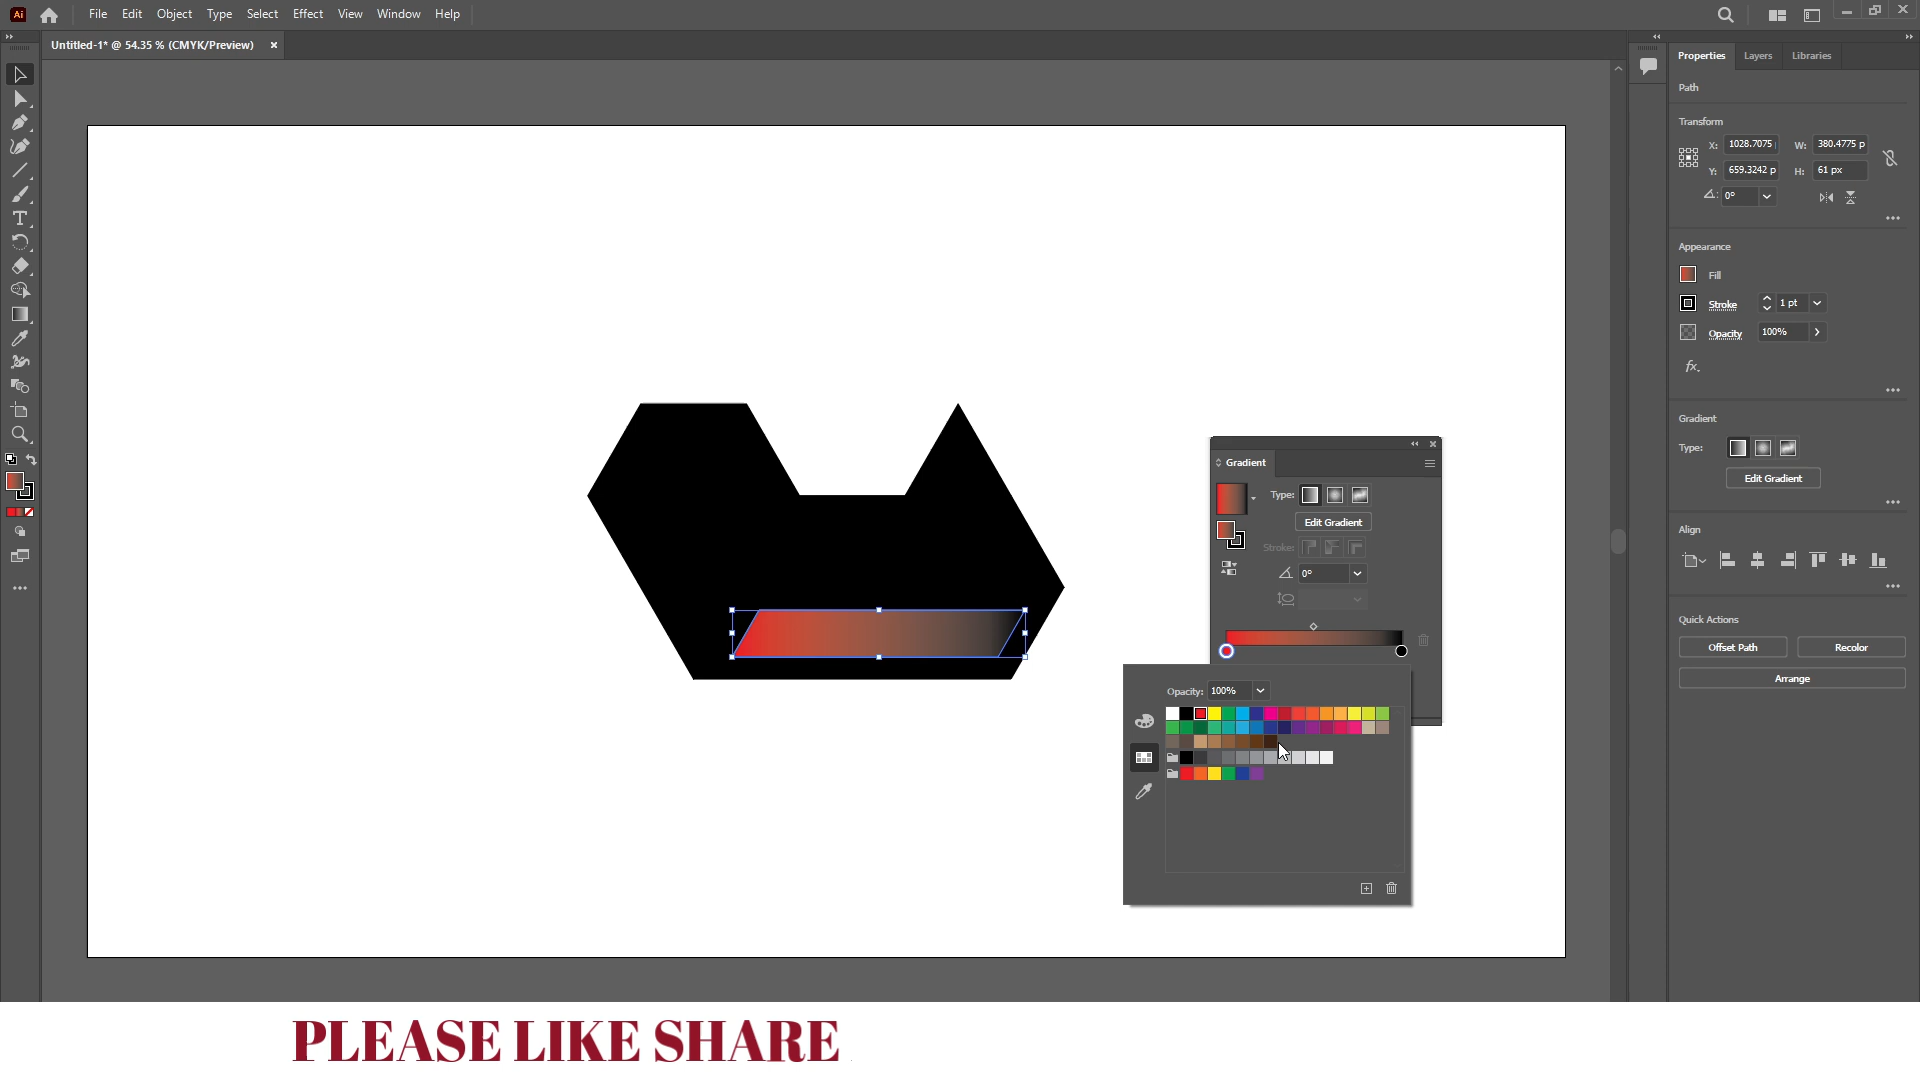 Ai File Edit Object Type Select Effect View Window Help
Untitled-1* @ 54.35 % (CMYK/Preview)
Properties Layers Libraries
Path
Transform
X: 1028.7075 W: 380.4775 p
Y: 659.3242 p H: 61 px
0°
Appearance
Fill
Stroke 1 pt
Opacity 100%
fx.
Gradient
Type:
Edit Gradient
Align
Quick Actions
Offset Path Recolor
Arrange
Gradient
Type:
Edit Gradient
Stroke:
0°
Opacity: 100%
PLEASE LIKE SHARE